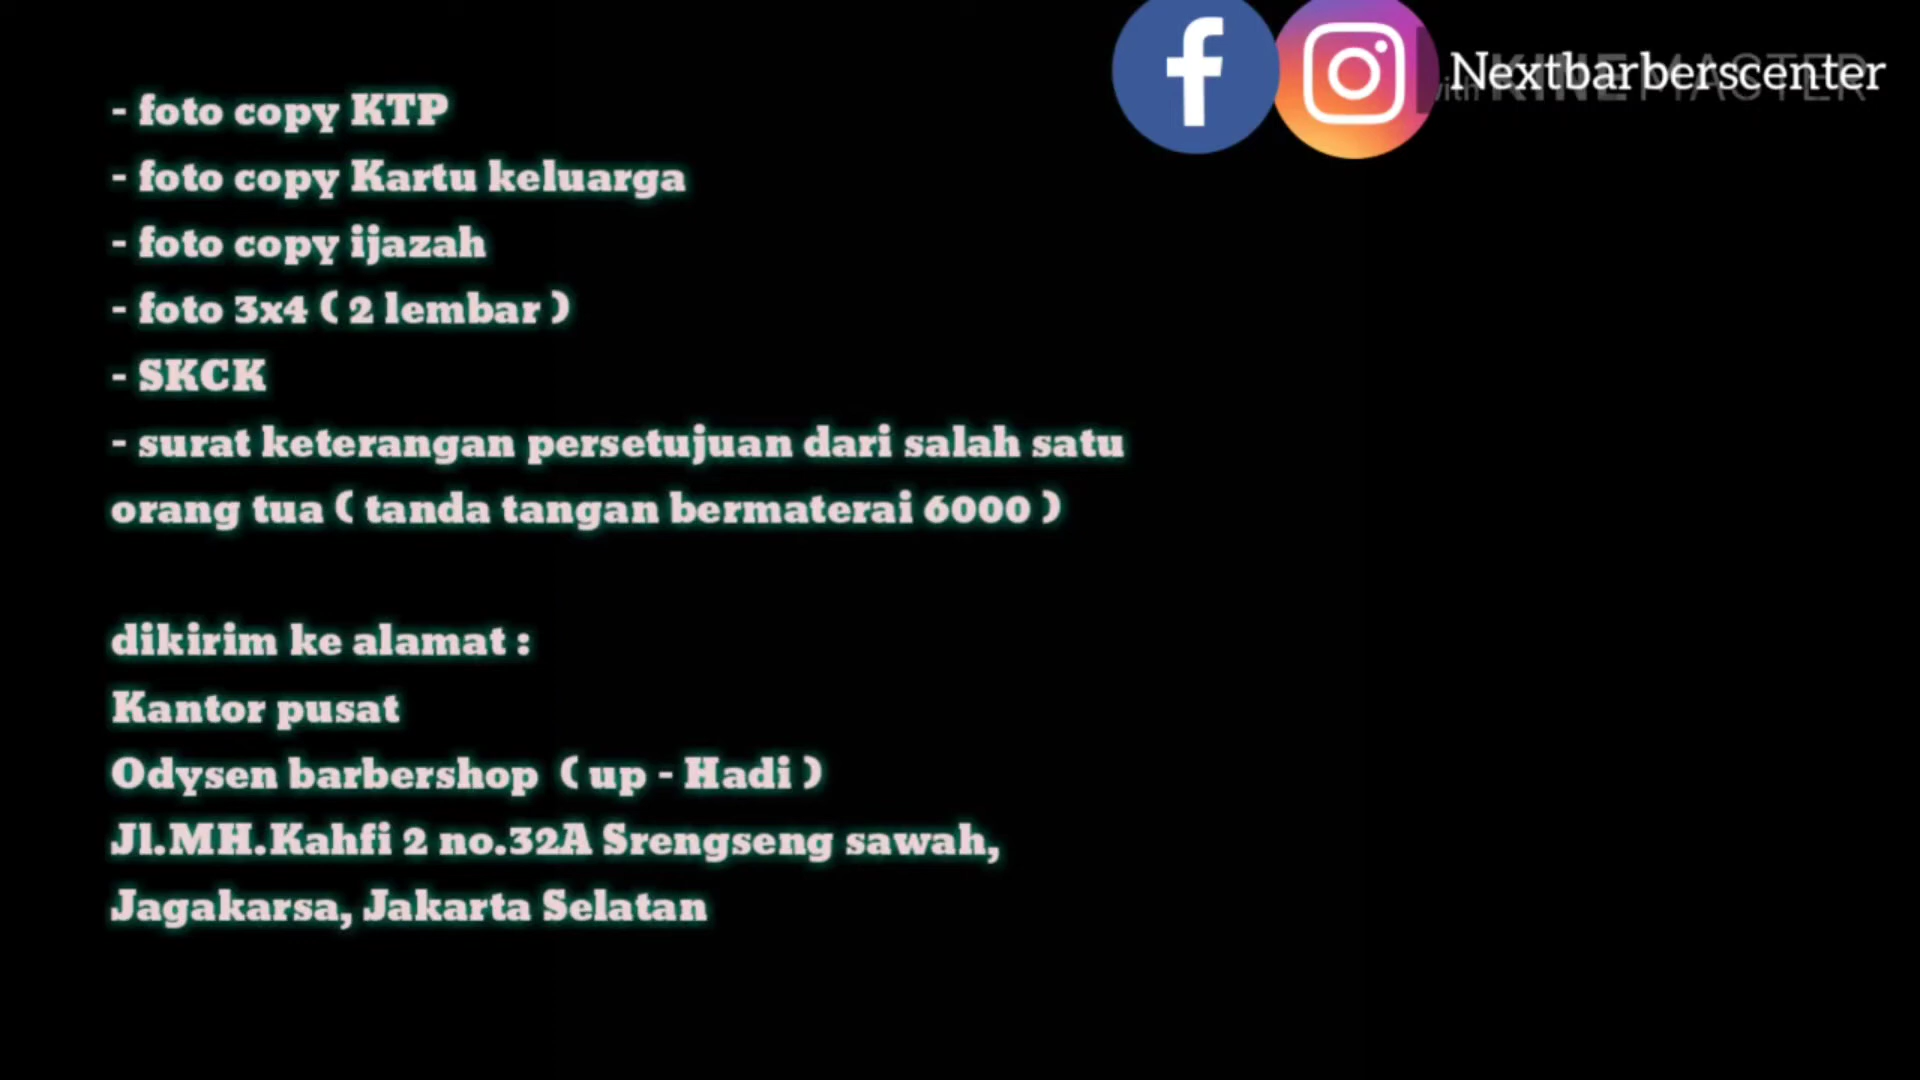 - foto copy KTP
- foto copy Kartu keluarga
- foto copy ijazah
- foto 3x4 ( 2 lembar )
- SKCK
- surat keterangan persetujuan dari salah satu
orang tua ( tanda tangan bermaterai 6000 )
dikirim ke alamat :
Kantor pusat
Odysen barbershop ( up - Hadi )
Jl.MH.Kahfi 2 no.32A Srengseng sawah,
Jagakarsa, Jakarta Selatan
Nextbarberscenter
with KINEMASTER